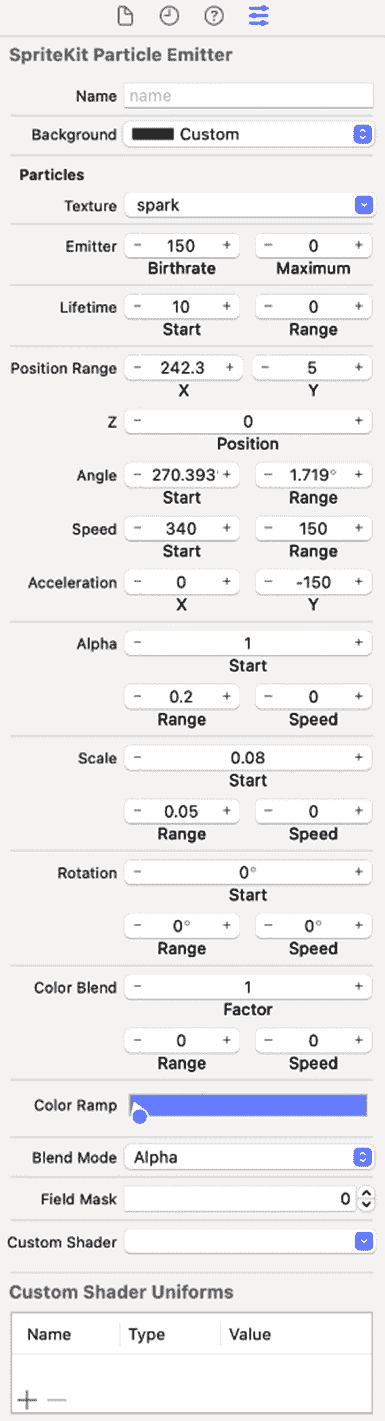 SpriteKit Particle Emitter
Name name
Background Custom
Particles
Texture spark
Emitter - 150 + - 0 +
Birthrate Maximum
Lifetime - 10 + - 0 +
Start Range
Position Range - 242.3 + - 5 +
X Y
Z - 0 +
Position
Angle - 270.393° + - 1.719° +
Start Range
Speed - 340 + - 150 +
Start Range
Acceleration - 0 + - -150 +
X Y
Alpha - 1 +
Start
- 0.2 + - 0 +
Range Speed
Scale - 0.08 +
Start
- 0.05 + - 0 +
Range Speed
Rotation - 0° +
Start
- 0° + - 0° +
Range Speed
Color Blend - 1 +
Factor
- 0 + - 0 +
Range Speed
Color Ramp
Blend Mode Alpha
Field Mask 0
Custom Shader
Custom Shader Uniforms
Name Type Value
+ —